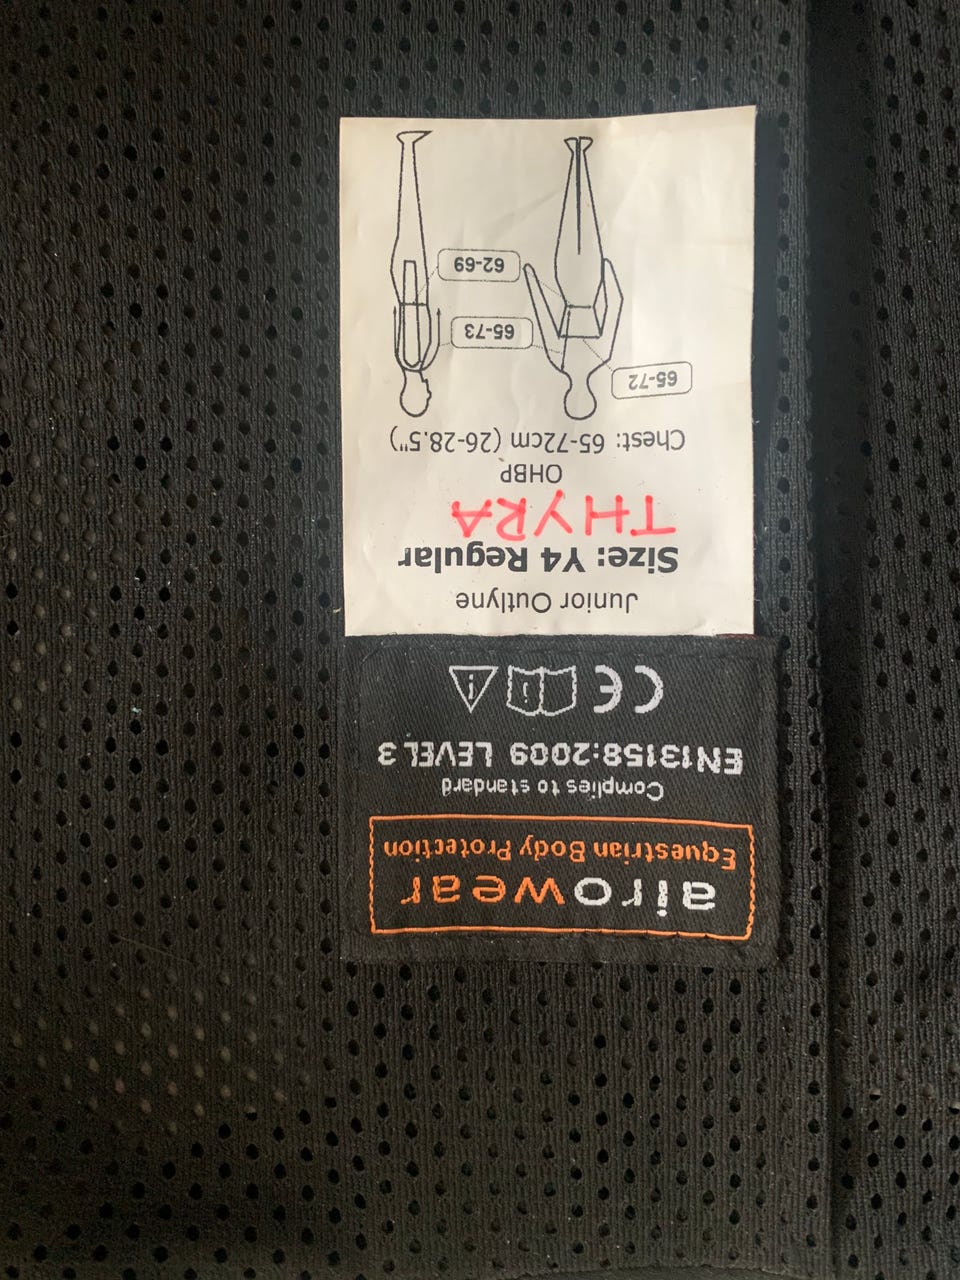 airowear
Equestrian Body Protection
Complies to standard
EN13158:2009 LEVEL 3
CE
i i
Junior Outlyne
Size: Y4 Regular
THYRA
OHBP
Chest: 65-72cm (26-28.5")
65-72
65-73
62-69